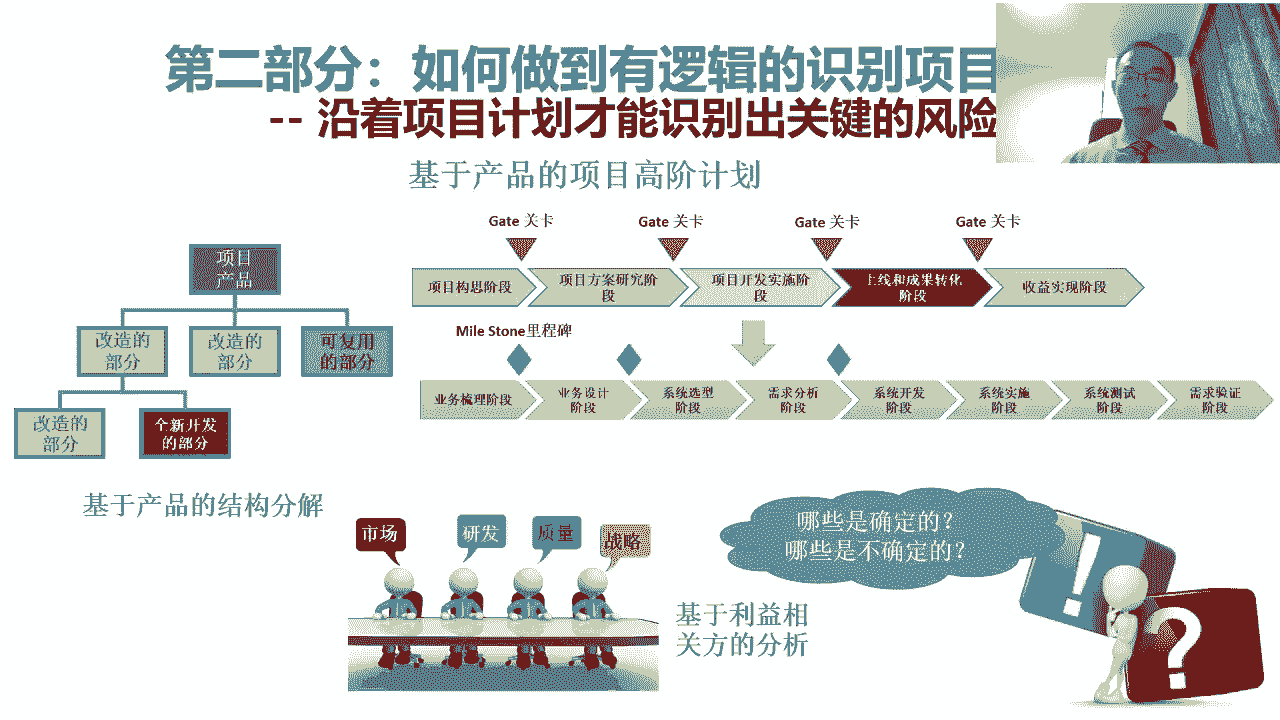 第二部分：如何做到有逻辑的识别项目
-- 沿着项目计划才能识别出关键的风险
基于产品的项目高阶计划
Gate 关卡
Gate 关卡
Gate 关卡
Gate 关卡
项目构思阶段
项目方案研究阶
段
项目开发实施阶
段
上线和成果转化
阶段
收益实现阶段
Mile Stone里程碑
业务梳理阶段
业务设计
阶段
系统选型
阶段
需求分析
阶段
系统开发
阶段
系统实施
阶段
系统测试
阶段
需求验证
阶段
项目
产品
改造的
部分
改造的
部分
可复用
的部分
改造的
部分
全新开发
的部分
基于产品的结构分解
市场
研发
质量
战略
基于利益相
关方的分析
哪些是确定的？
哪些是不确定的？
!
?